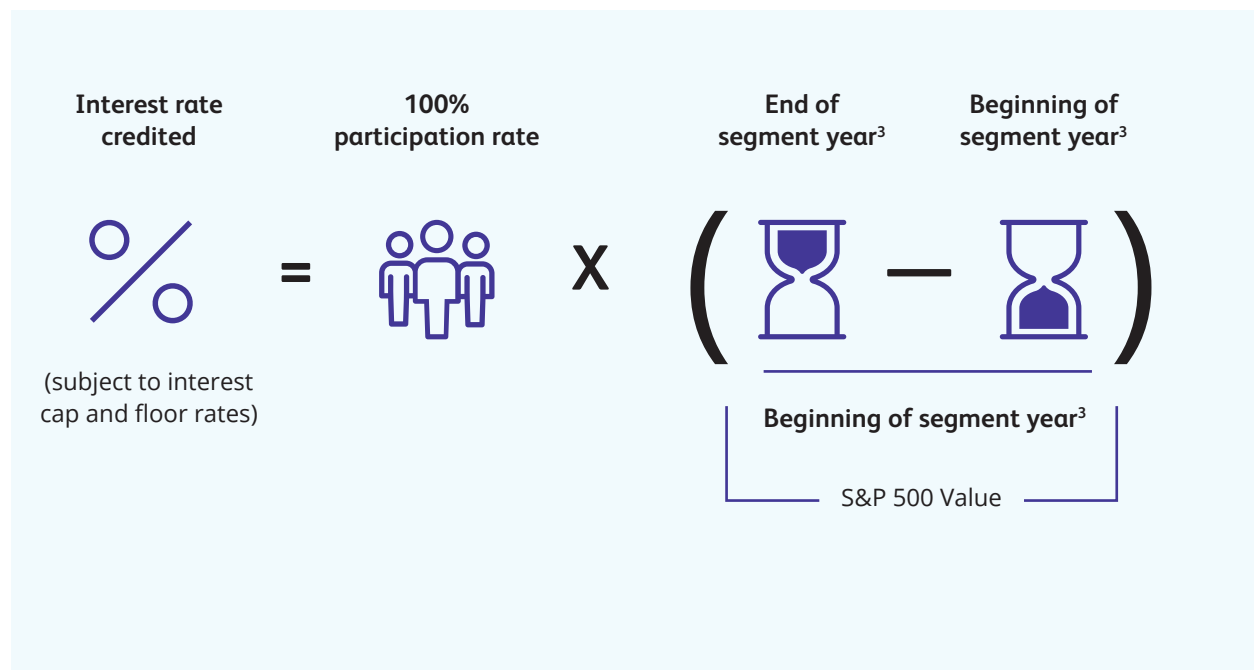 Interest rate
credited
100%
participation rate
End of
segment year³
Beginning of
segment year³
=
X
(
—
)
(subject to interest
cap and floor rates)
Beginning of segment year³
S&P 500 Value